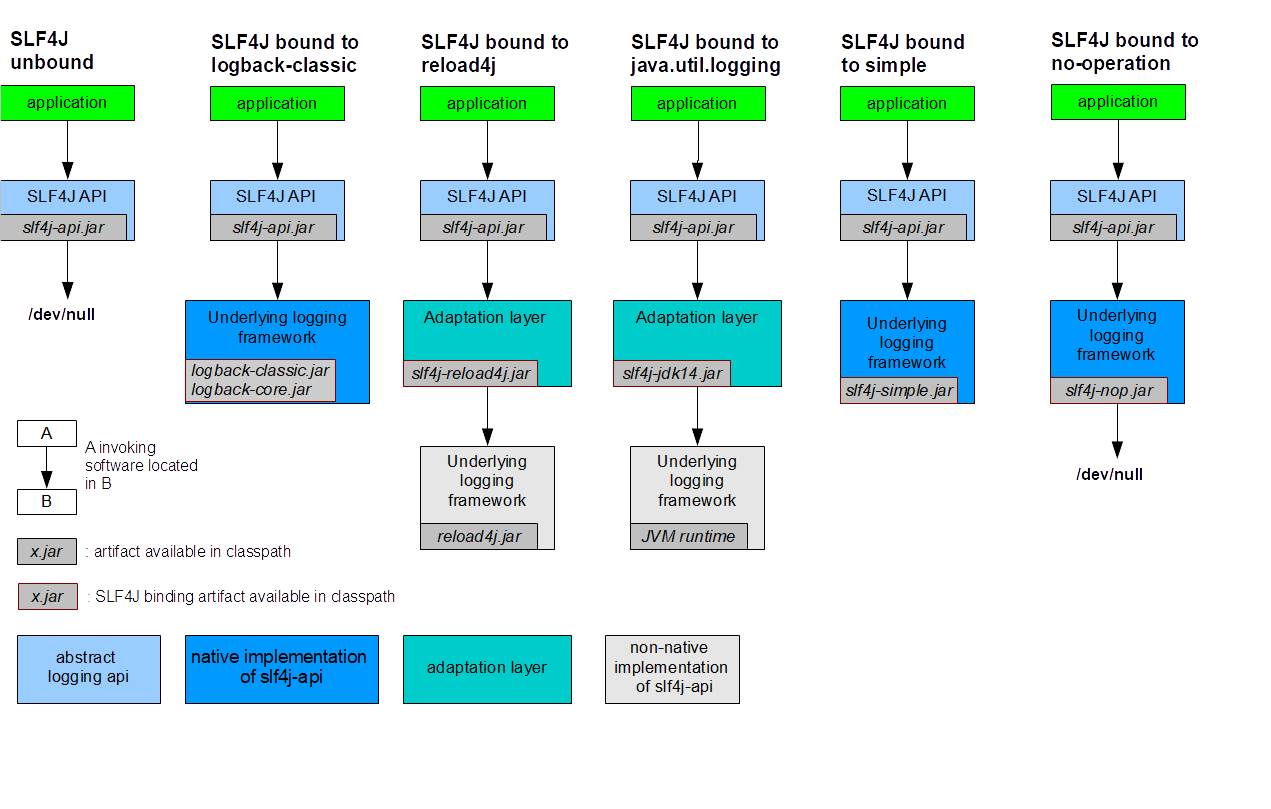 SLF4J
unbound
application
SLF4J API
slf4j-api.jar
/dev/null
SLF4J bound to
logback-classic
application
SLF4J API
slf4j-api.jar
Underlying logging
framework
logback-classic.jar
logback-core.jar
SLF4J bound to
reload4j
application
SLF4J API
slf4j-api.jar
Adaptation layer
slf4j-reload4j.jar
Underlying
logging
framework
reload4j.jar
SLF4J bound to
java.util.logging
application
SLF4J API
slf4j-api.jar
Adaptation layer
slf4j-jdk14.jar
Underlying
logging
framework
JVM runtime
SLF4J bound
to simple
application
SLF4J API
slf4j-api.jar
Underlying
logging
framework
slf4j-simple.jar
SLF4J bound to
no-operation
application
SLF4J API
slf4j-api.jar
Underlying
logging
framework
slf4j-nop.jar
/dev/null
A
B
A invoking
software located
in B
x.jar : artifact available in classpath
x.jar : SLF4J binding artifact available in classpath
abstract
logging api
native implementation
of slf4j-api
adaptation layer
non-native
implementation
of slf4j-api